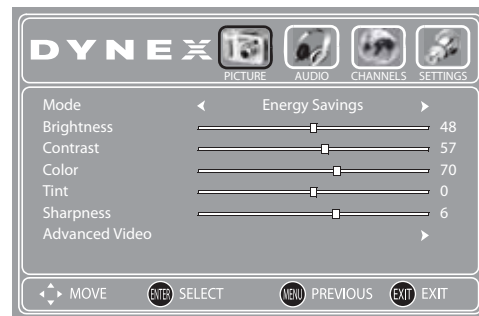 DYNEX
PICTURE AUDIO CHANNELS SETTINGS
Mode Energy Savings
Brightness 48
Contrast 57
Color 70
Tint 0
Sharpness 6
Advanced Video
MOVE ENTER SELECT MENU PREVIOUS EXIT EXIT